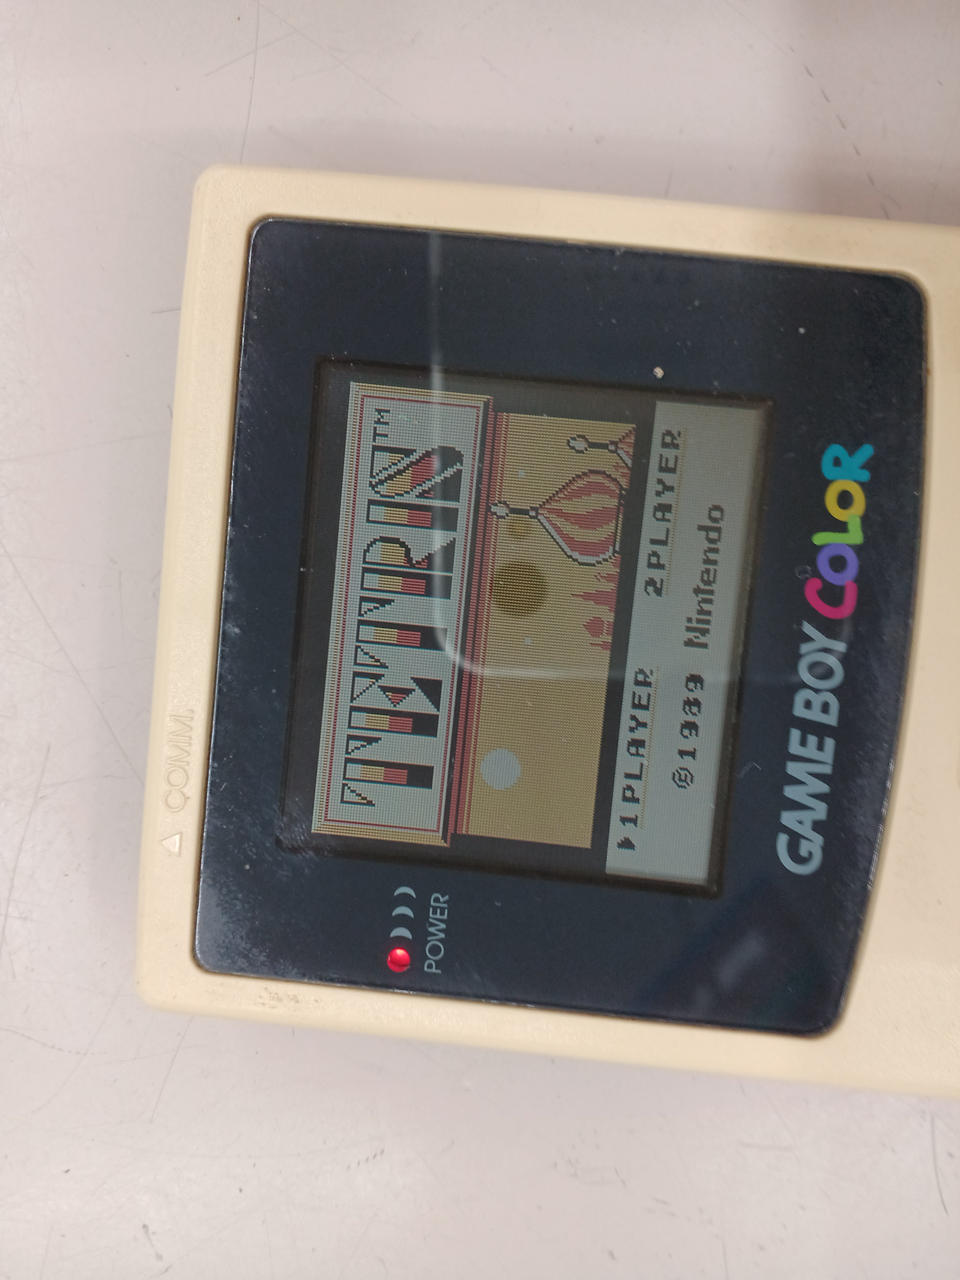 COMM.
POWER
TETRIS™
▶1PLAYER 2PLAYER
©1989 Nintendo
GAME BOY COLOR